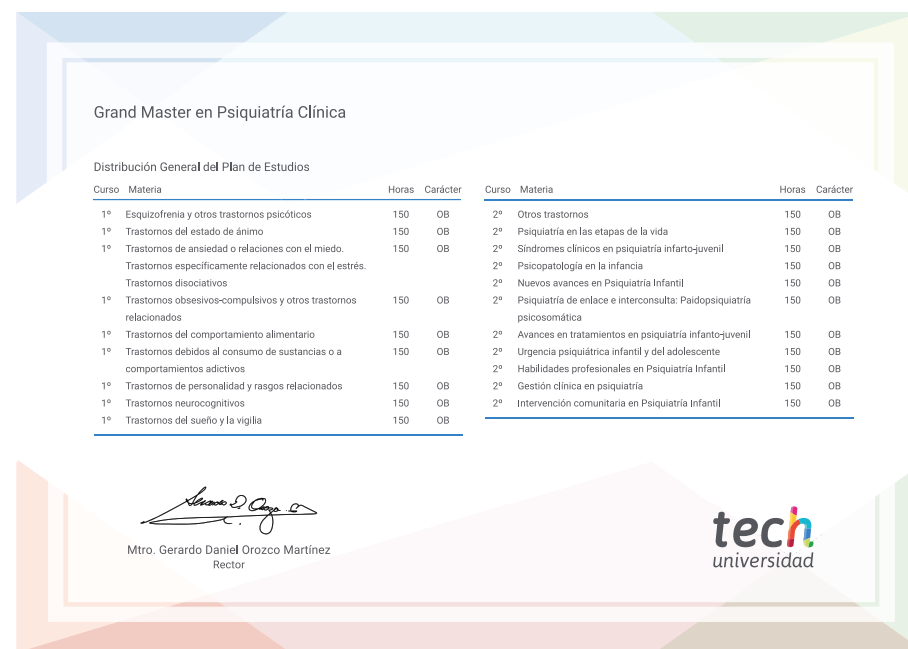 Grand Master en Psiquiatría Clínica
Distribución General del Plan de Estudios
Curso Materia Horas Carácter
1º Esquizofrenia y otros trastornos psicóticos 150 OB
1º Trastornos del estado de ánimo 150 OB
1º Trastornos de ansiedad o relaciones con el miedo. 150 OB
Trastornos específicamente relacionados con el estrés.
Trastornos disociativos
1º Trastornos obsesivos-compulsivos y otros trastornos 150 OB
relacionados
1º Trastornos del comportamiento alimentario 150 OB
1º Trastornos debidos al consumo de sustancias o a 150 OB
comportamientos adictivos
1º Trastornos de personalidad y rasgos relacionados 150 OB
1º Trastornos neurocognitivos 150 OB
1º Trastornos del sueño y la vigilia 150 OB
Curso Materia Horas Carácter
2º Otros trastornos 150 OB
2º Psiquiatría en las etapas de la vida 150 OB
2º Síndromes clínicos en psiquiatría infarto-juvenil 150 OB
2º Psicopatología en la infancia 150 OB
2º Nuevos avances en Psiquiatría Infantil 150 OB
2º Psiquiatría de enlace e interconsulta: Paidopsiquiatría 150 OB
psicosomática
2º Avances en tratamientos en psiquiatría infanto-juvenil 150 OB
2º Urgencia psiquiátrica infantil y del adolescente 150 OB
2º Habilidades profesionales en Psiquiatría Infantil 150 OB
2º Gestión clínica en psiquiatría 150 OB
2º Intervención comunitaria en Psiquiatría Infantil 150 OB
Mtro. Gerardo Daniel Orozco Martínez
Rector
tech
universidad